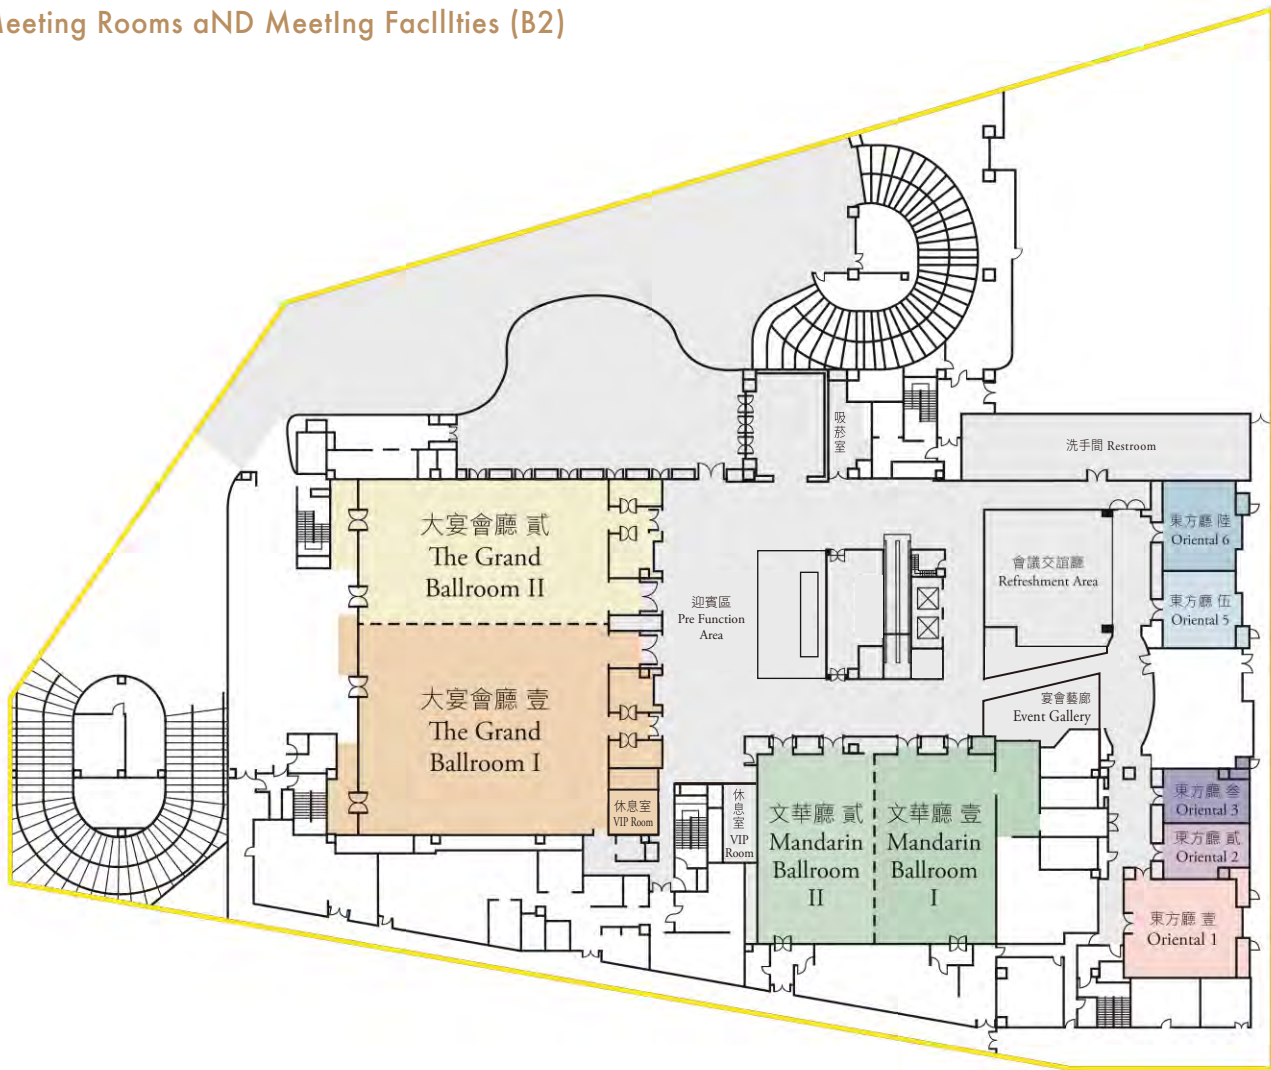 Meeting Rooms aND MeetIng FacIlIties (B2)
吸
菸
室
洗手間 Restroom
大宴會廳 貳
The Grand
Ballroom II
東方廳 陸
Oriental 6
會議交誼廳
Refreshment Area
迎賓區
Pre Function
Area
東方廳 伍
Oriental 5
大宴會廳 壹
The Grand
Ballroom I
宴會藝廊
Event Gallery
休息室
VIP Room
休
息
室
VIP
Room
文華廳 貳
Mandarin
Ballroom
II
文華廳 壹
Mandarin
Ballroom
I
東方廳 叁
Oriental 3
東方廳 貳
Oriental 2
東方廳 壹
Oriental 1